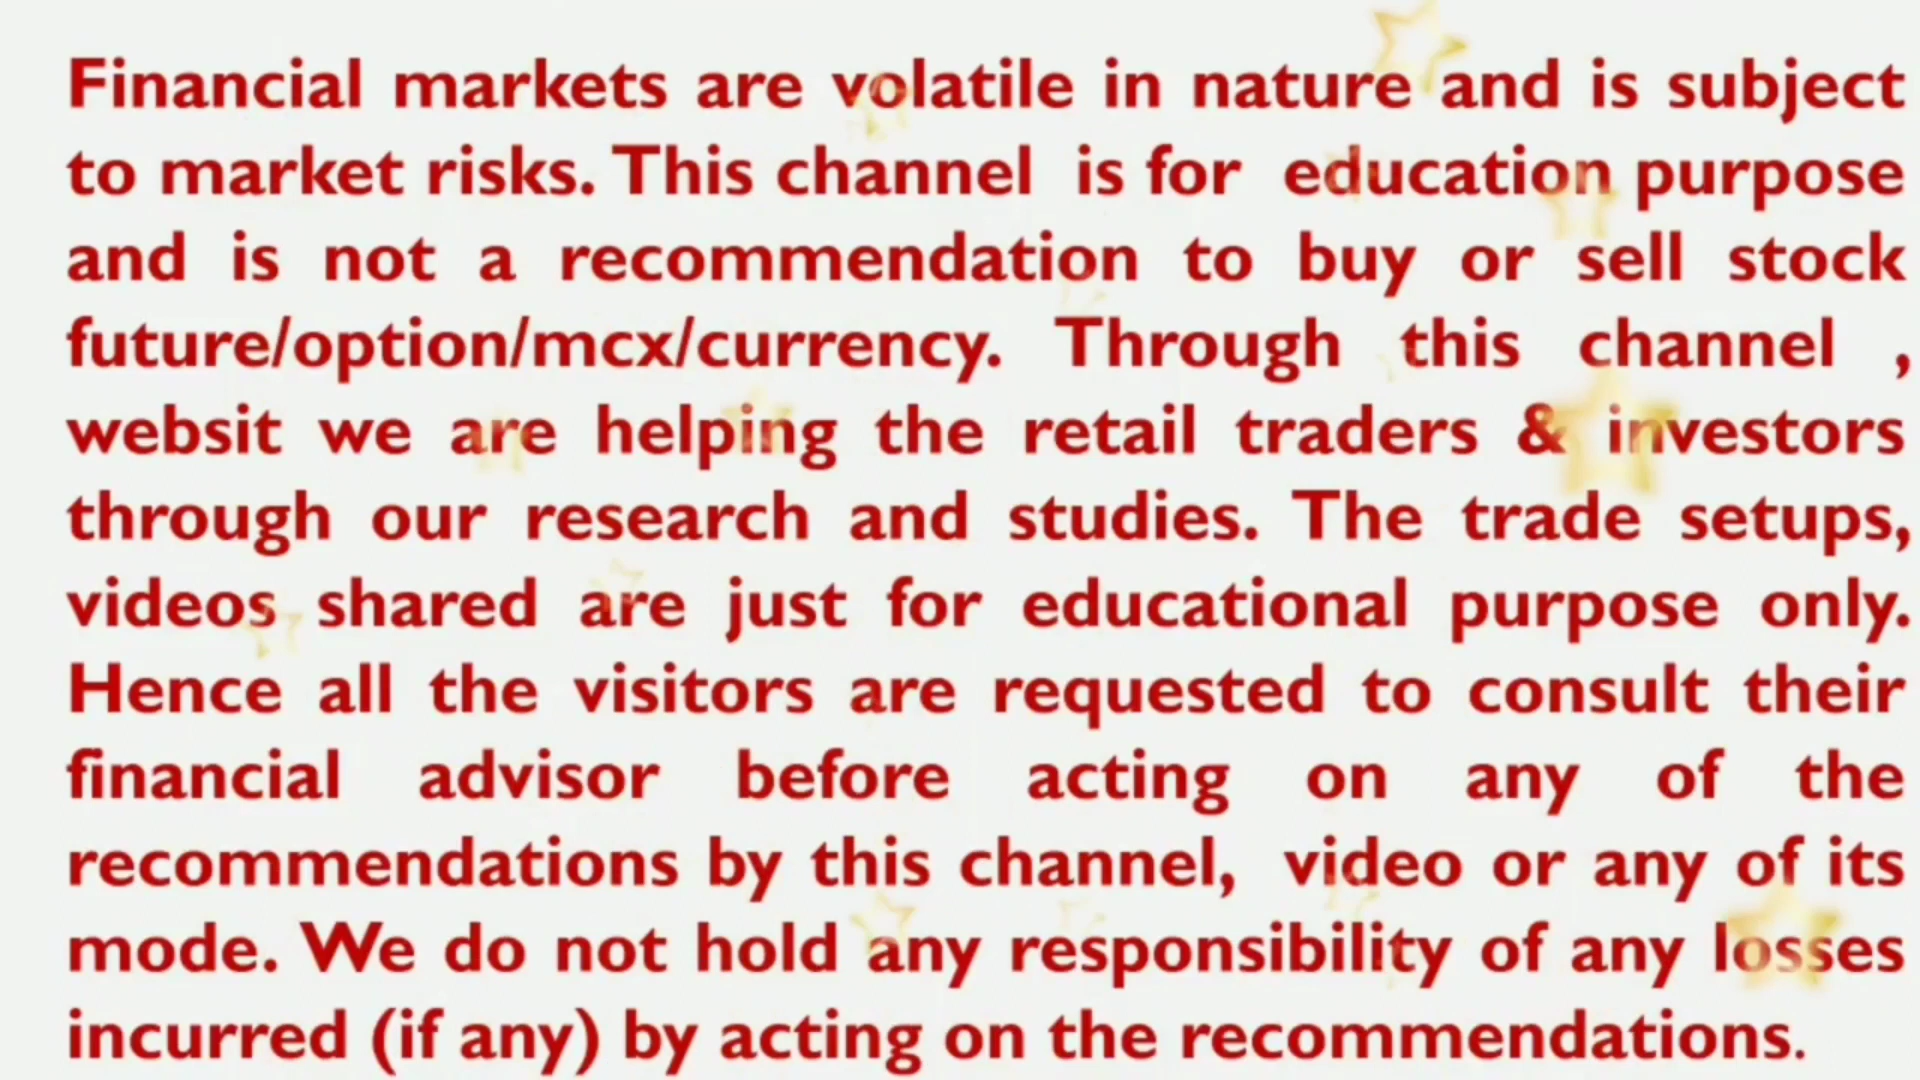 Financial markets are volatile in nature and is subject
to market risks. This channel is for education purpose
and is not a recommendation to buy or sell stock
future/option/mcx/currency. Through this channel ,
websit we are helping the retail traders & investors
through our research and studies. The trade setups,
videos shared are just for educational purpose only.
Hence all the visitors are requested to consult their
financial advisor before acting on any of the
recommendations by this channel, video or any of its
mode. We do not hold any responsibility of any losses
incurred (if any) by acting on the recommendations.